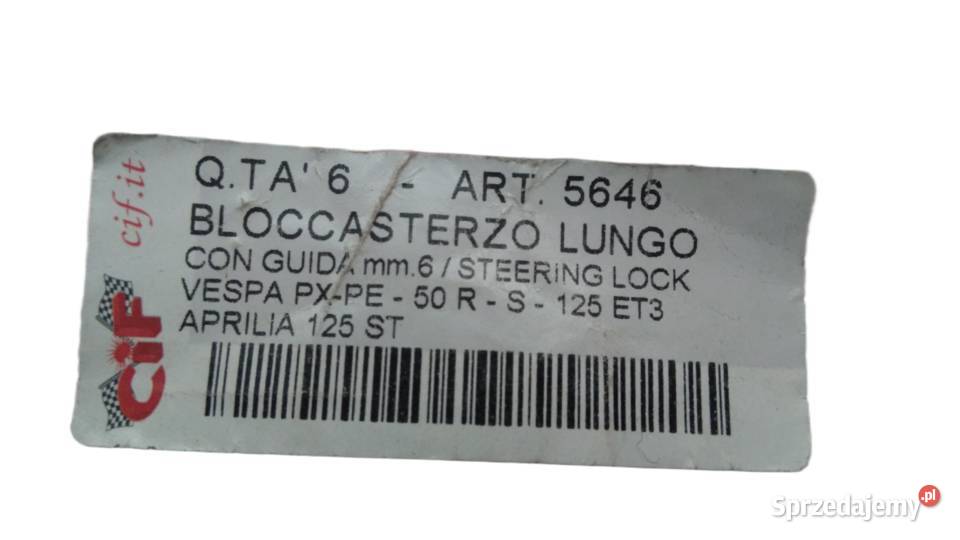 Q.TA' 6 - ART. 5646
BLOCCASTERZO LUNGO
CON GUIDA mm.6 / STEERING LOCK
VESPA PX-PE - 50 R - S - 125 ET3
APRILIA 125 ST
cif.it
CiF
Sprzedajemy.pl